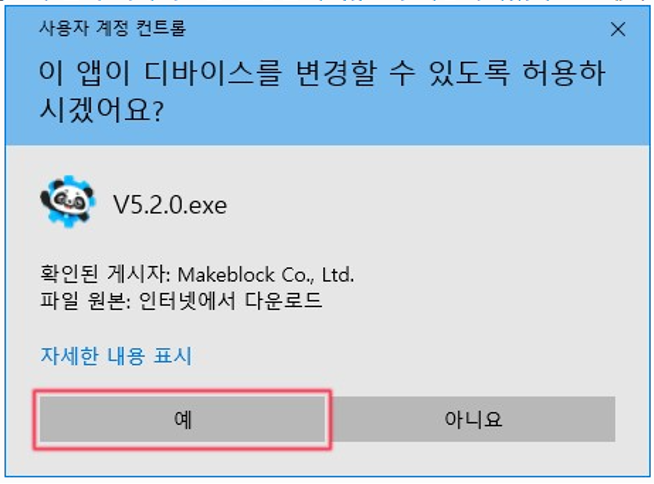 사용자 계정 컨트롤
이 앱이 디바이스를 변경할 수 있도록 허용하
시겠어요?
V5.2.0.exe
확인된 게시자: Makeblock Co., Ltd.
파일 원본: 인터넷에서 다운로드
자세한 내용 표시
예
아니요